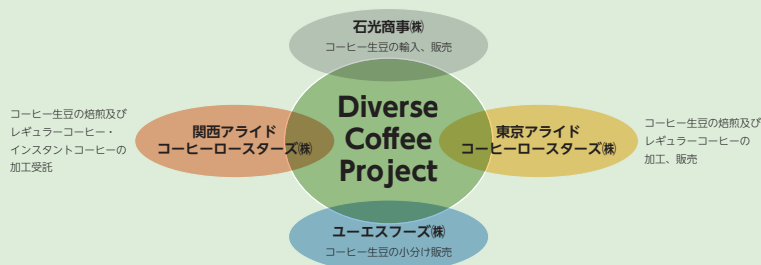 石光商事㈱
コーヒー生豆の輸入、販売
Diverse
Coffee
Project
コーヒー生豆の焙煎及び
レギュラーコーヒー・
インスタントコーヒーの
加工受託
関西アライド
コーヒーロースターズ㈱
東京アライド
コーヒーロースターズ㈱
コーヒー生豆の焙煎及び
レギュラーコーヒーの
加工、販売
ユーエスフーズ㈱
コーヒー生豆の小分け販売